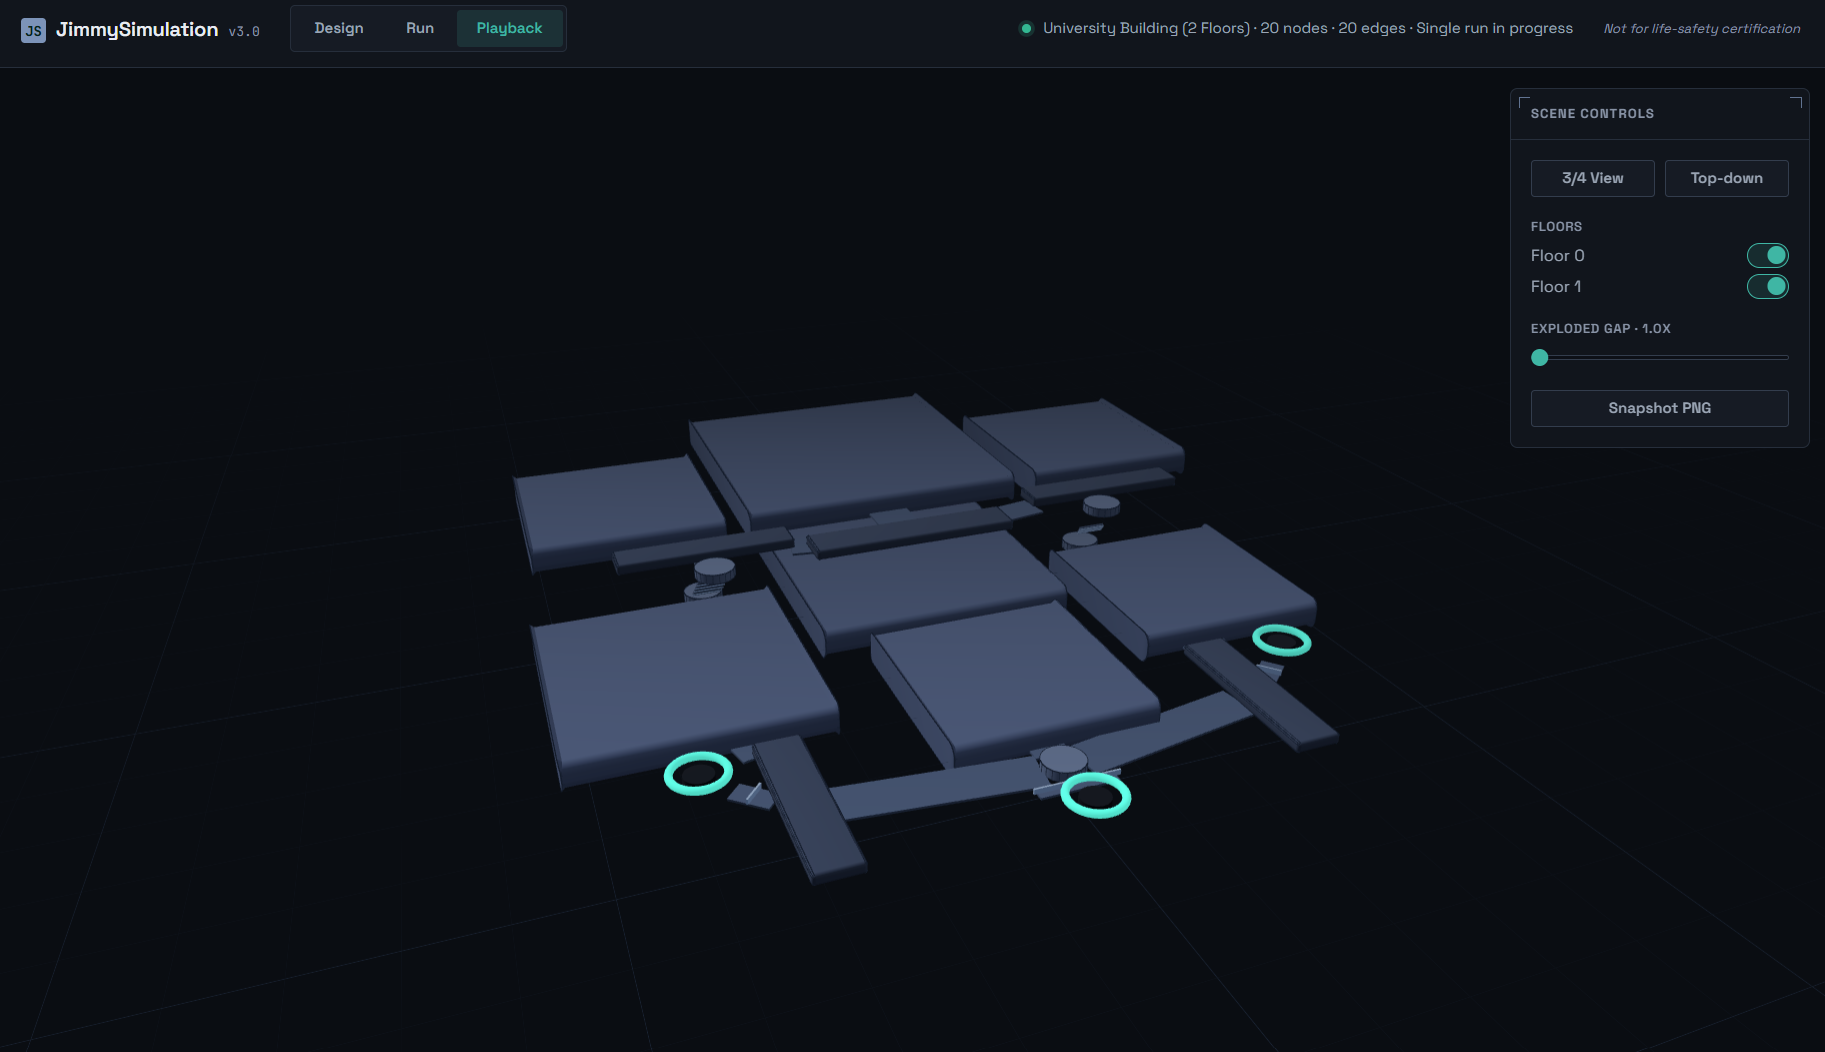 JS JimmySimulation v3.0
Design Run Playback
University Building (2 Floors) · 20 nodes · 20 edges · Single run in progress
Not for life-safety certification
SCENE CONTROLS
3/4 View Top-down
FLOORS
Floor 0
Floor 1
EXPLODED GAP · 1.0X
Snapshot PNG